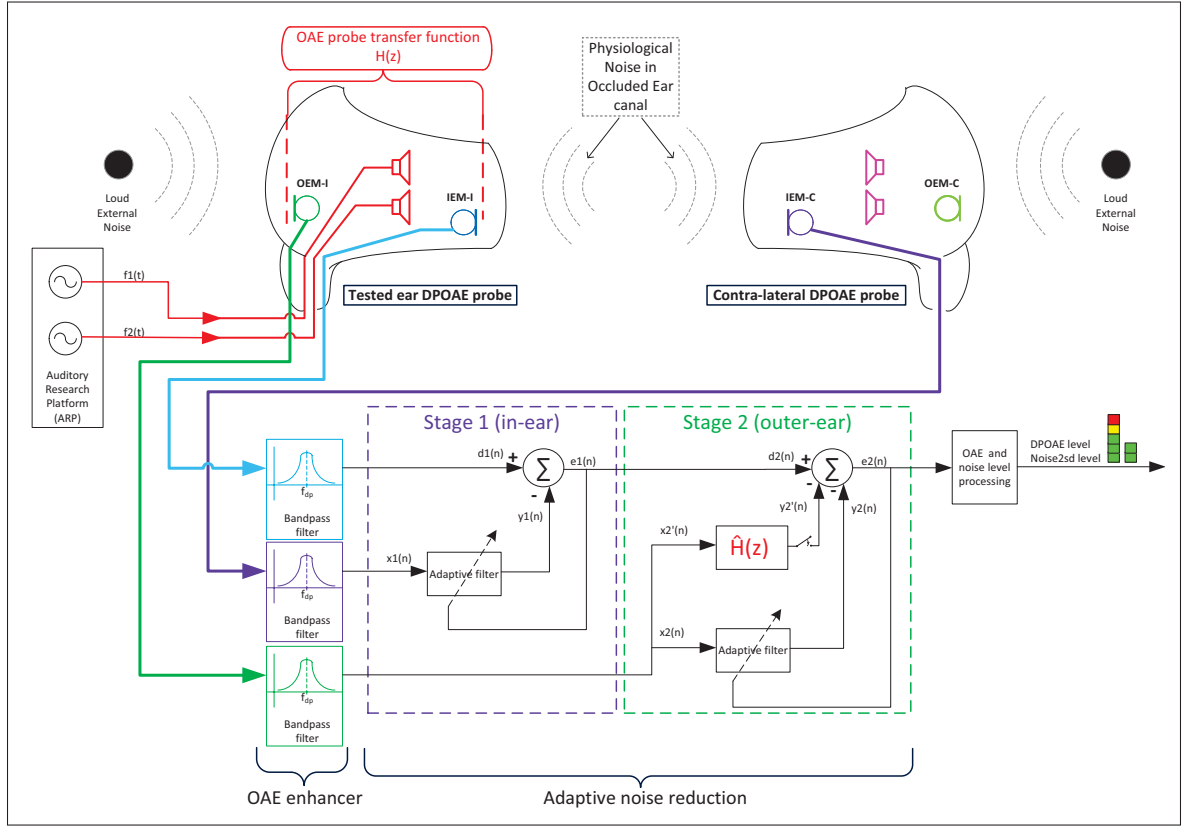 OAE probe transfer function
H(z)
Physiological
Noise in
Occluded Ear
canal
Loud
External
Noise
OEM-I
IEM-I
IEM-C
OEM-C
Loud
External
Noise
f1(t)
f2(t)
Auditory
Research
Platform
(ARP)
Tested ear DPOAE probe
Contra-lateral DPOAE probe
Stage 1 (in-ear)
Stage 2 (outer-ear)
fdp
Bandpass
filter
d1(n)
+
Σ
-
e1(n)
y1(n)
d2(n)
+
Σ
-
-
e2(n)
y2'(n)
y2(n)
OAE and
noise level
processing
DPOAE level
Noise2sd level
fdp
Bandpass
filter
x1(n)
Adaptive filter
x2'(n)
Ĥ(z)
x2(n)
Adaptive filter
fdp
Bandpass
filter
OAE enhancer
Adaptive noise reduction